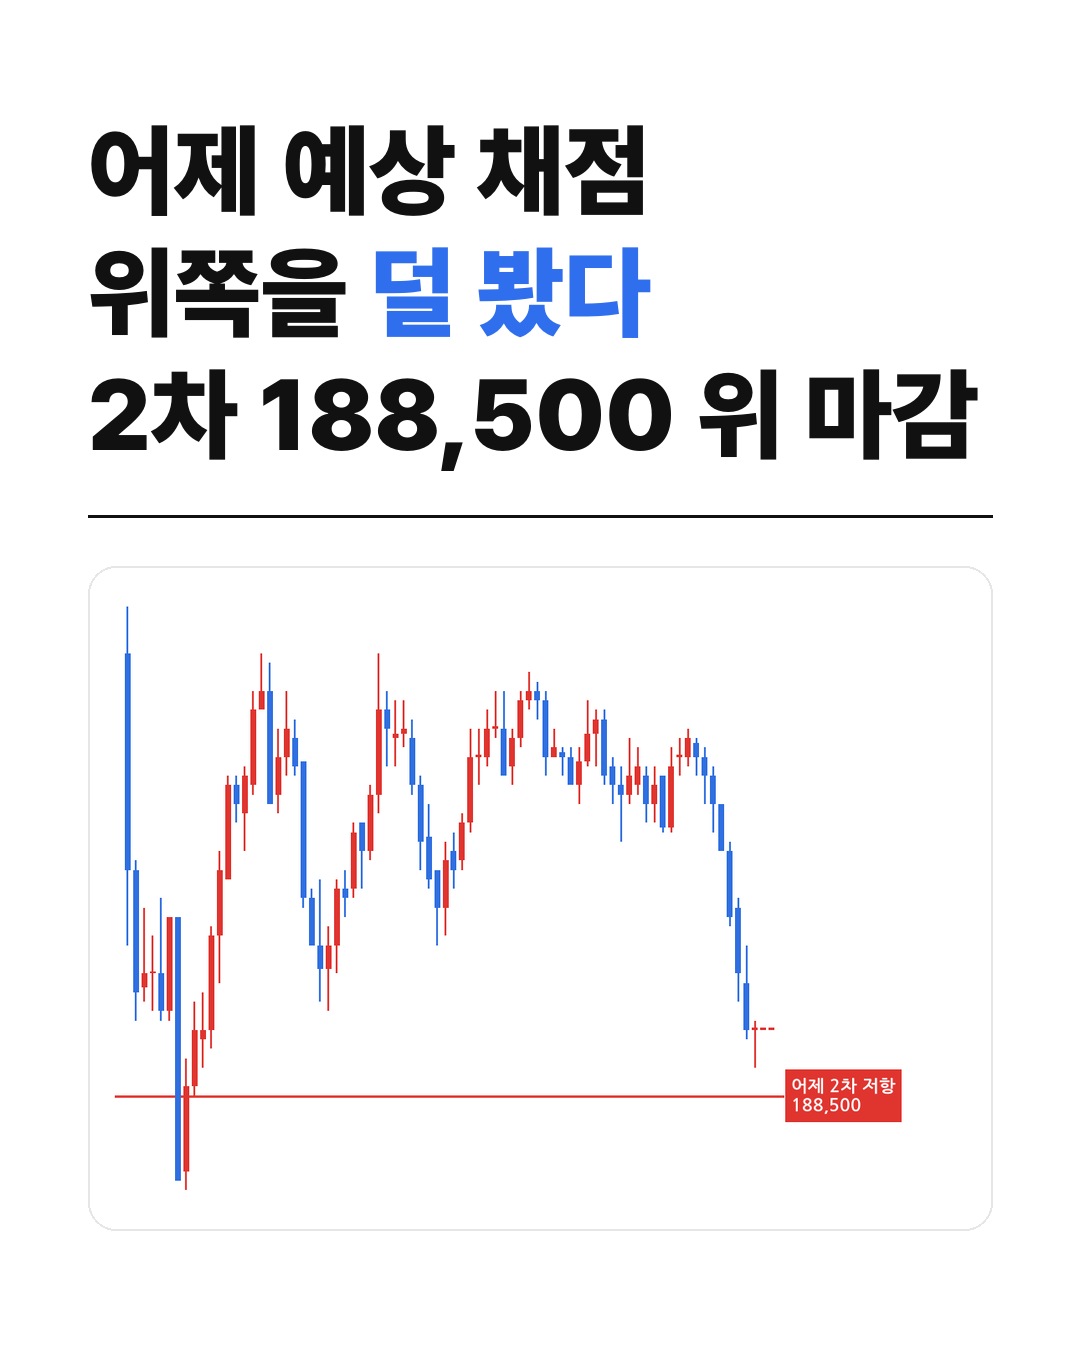 어제 예상 채점
위쪽을 덜 봤다
2차 188,500 위 마감
어제 2차 저항
188,500